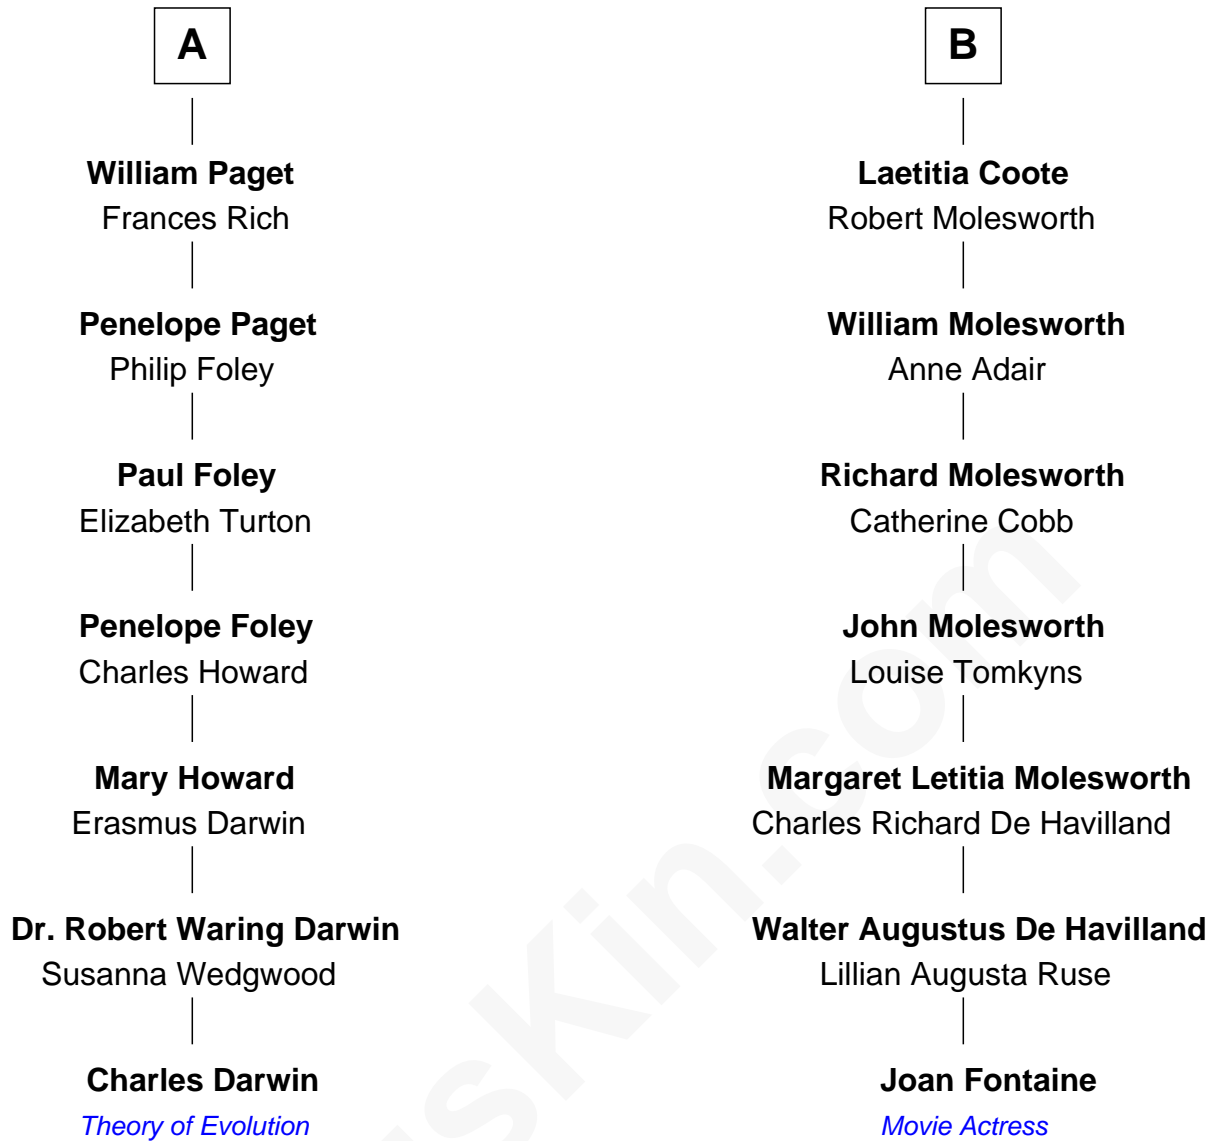 A
William Paget
Frances Rich
Penelope Paget
Philip Foley
Paul Foley
Elizabeth Turton
Penelope Foley
Charles Howard
Mary Howard
Erasmus Darwin
Dr. Robert Waring Darwin
Susanna Wedgwood
Charles Darwin
Theory of Evolution
B
Laetitia Coote
Robert Molesworth
William Molesworth
Anne Adair
Richard Molesworth
Catherine Cobb
John Molesworth
Louise Tomkyns
Margaret Letitia Molesworth
Charles Richard De Havilland
Walter Augustus De Havilland
Lillian Augusta Ruse
Joan Fontaine
Movie Actress
sKin.com